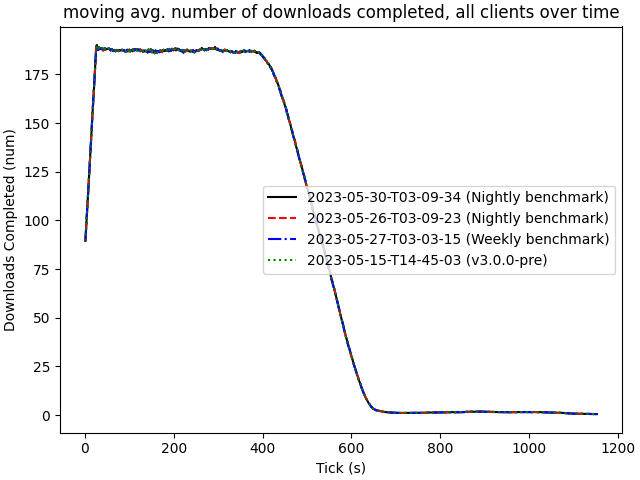 moving avg. number of downloads completed, all clients over time
Downloads Completed (num)
175
150
125
100
75
50
25
0
2023-05-30-T03-09-34 (Nightly benchmark)
2023-05-26-T03-09-23 (Nightly benchmark)
2023-05-27-T03-03-15 (Weekly benchmark)
2023-05-15-T14-45-03 (v3.0.0-pre)
0 200 400 600 800 1000 1200
Tick (s)